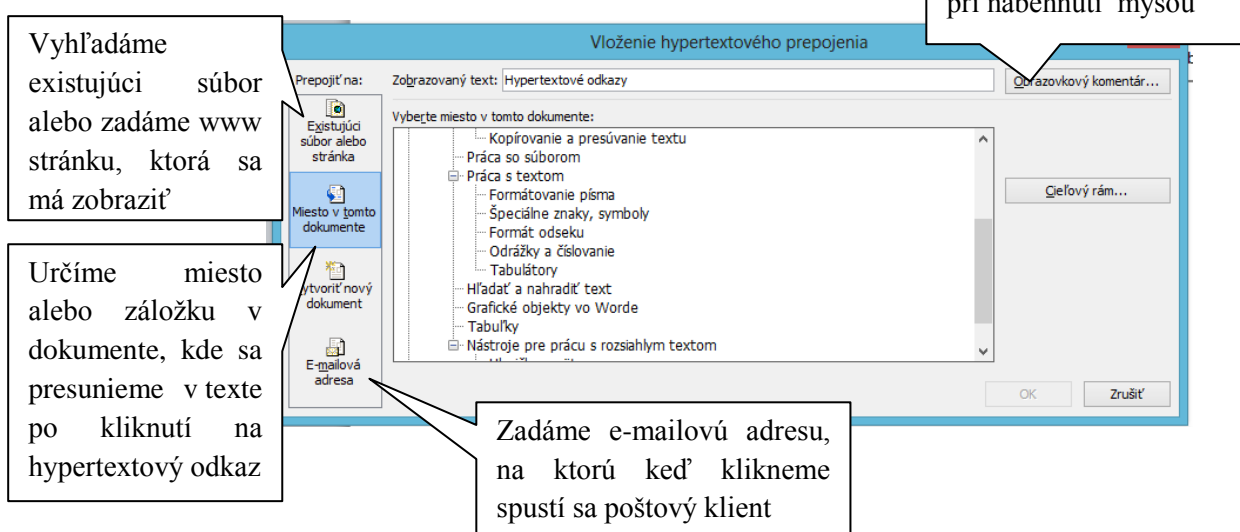 pri nabehnutí myšou
Vyhľadáme
existujúci súbor
alebo zadáme www
stránku, ktorá sa
má zobraziť
Určíme miesto
alebo záložku v
dokumente, kde sa
presunieme v texte
po kliknutí na
hypertextový odkaz
Vloženie hypertextového prepojenia
Prepojiť na:
Zobrazovaný text: Hypertextové odkazy
Obrazovkový komentár...
Existujúci
súbor alebo
stránka
Miesto v tomto
dokumente
ytvoriť nový
dokument
E-mailová
adresa
Vyberte miesto v tomto dokumente:
Kopírovanie a presúvanie textu
Práca so súborom
Práca s textom
Formátovanie písma
Špeciálne znaky, symboly
Formát odseku
Odrážky a číslovanie
Tabulátory
Hľadať a nahradiť text
Grafické objekty vo Worde
Tabuľky
Nástroje pre prácu s rozsiahlym textom
Cieľový rám...
OK
Zrušiť
Zadáme e-mailovú adresu,
na ktorú keď klikneme
spustí sa poštový klient